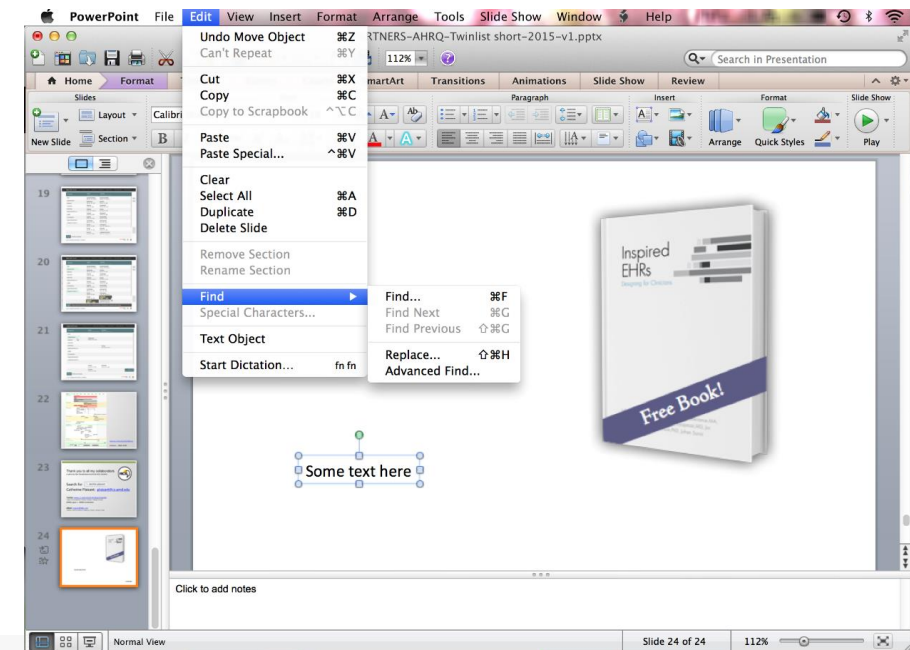 PowerPoint File Edit View Insert Format Arrange Tools Slide Show Window Help
RTNERS-AHRQ-Twinlist short-2015-v1.pptx
112% Search in Presentation
Home Format SmartArt Transitions Animations Slide Show Review
Slides Paragraph Insert Format Slide Show
Layout Calibri
New Slide Section B Arrange Quick Styles Play
Undo Move Object ⌘Z
Can't Repeat ⌘Y
Cut ⌘X
Copy ⌘C
Copy to Scrapbook ^⌥C
Paste ⌘V
Paste Special... ^⌘V
Clear
Select All ⌘A
Duplicate ⌘D
Delete Slide
Remove Section
Rename Section
Find
Special Characters...
Text Object
Start Dictation... fn fn
Find... ⌘F
Find Next ⌘G
Find Previous ⇧⌘G
Replace... ⇧⌘H
Advanced Find...
19
20
21
22
23
24
Inspired
EHRs
Designing for Clinicians
Free Book!
Some text here
Click to add notes
Normal View Slide 24 of 24 112%